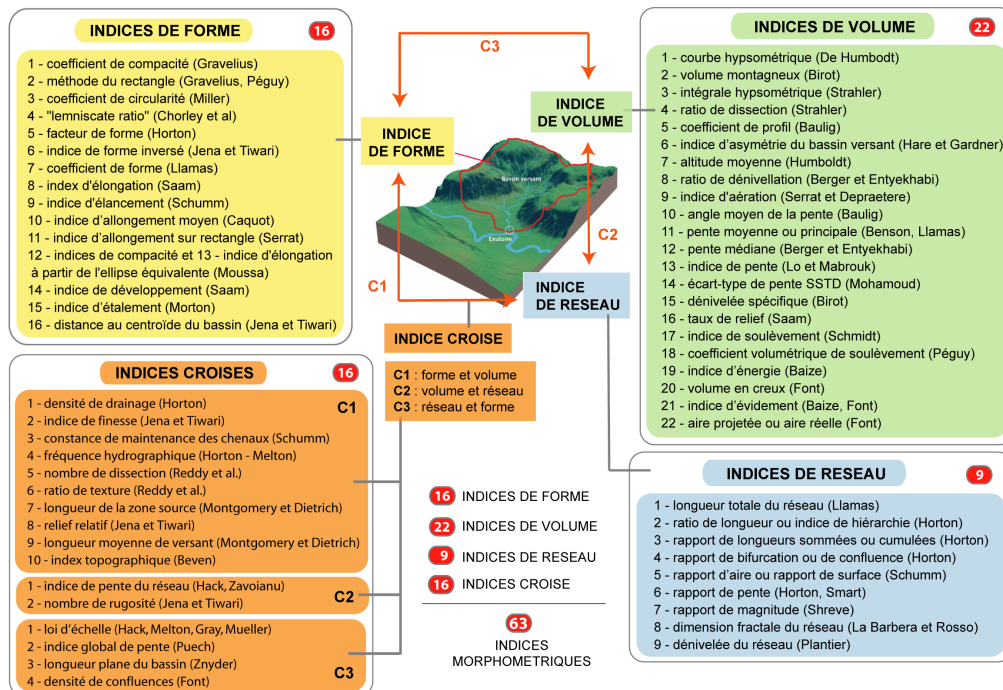 INDICES DE FORME
16
1 - coefficient de compacité (Gravelius)
2 - méthode du rectangle (Gravelius, Péguy)
3 - coefficient de circularité (Miller)
4 - "lemniscate ratio" (Chorley et al)
5 - facteur de forme (Horton)
6 - indice de forme inversé (Jena et Tiwari)
7 - coefficient de forme (Llamas)
8 - index d'élongation (Saam)
9 - indice d'élancement (Schumm)
10 - indice d'allongement moyen (Caquot)
11 - indice d'allongement sur rectangle (Serrat)
12 - indices de compacité et 13 - indice d'élongation
à partir de l'ellipse équivalente (Moussa)
14 - indice de développement (Saam)
15 - indice d'étalement (Morton)
16 - distance au centroïde du bassin (Jena et Tiwari)
C3
INDICE
DE FORME
INDICE
DE VOLUME
Bassin versant
Exutoire
C2
C1
INDICE
DE RESEAU
INDICE CROISE
C1 : forme et volume
C2 : volume et réseau
C3 : réseau et forme
INDICES DE VOLUME
22
1 - courbe hypsométrique (De Humbodt)
2 - volume montagneux (Birot)
3 - intégrale hypsométrique (Strahler)
4 - ratio de dissection (Strahler)
5 - coefficient de profil (Baulig)
6 - indice d'asymétrie du bassin versant (Hare et Gardner)
7 - altitude moyenne (Humboldt)
8 - ratio de dénivellation (Berger et Entyekhabi)
9 - indice d'aération (Serrat et Depraetere)
10 - angle moyen de la pente (Baulig)
11 - pente moyenne ou principale (Benson, Llamas)
12 - pente médiane (Berger et Entyekhabi)
13 - indice de pente (Lo et Mabrouk)
14 - écart-type de pente SSTD (Mohamoud)
15 - dénivelée spécifique (Birot)
16 - taux de relief (Saam)
17 - indice de soulèvement (Schmidt)
18 - coefficient volumétrique de soulèvement (Péguy)
19 - indice d'énergie (Baize)
20 - volume en creux (Font)
21 - indice d'évidement (Baize, Font)
22 - aire projetée ou aire réelle (Font)
INDICES CROISES
16
C1
1 - densité de drainage (Horton)
2 - indice de finesse (Jena et Tiwari)
3 - constance de maintenance des chenaux (Schumm)
4 - fréquence hydrographique (Horton - Melton)
5 - nombre de dissection (Reddy et al.)
6 - ratio de texture (Reddy et al.)
7 - longueur de la zone source (Montgomery et Dietrich)
8 - relief relatif (Jena et Tiwari)
9 - longueur moyenne de versant (Montgomery et Dietrich)
10 - index topographique (Beven)
1 - indice de pente du réseau (Hack, Zavoianu)
2 - nombre de rugosité (Jena et Tiwari)
C2
1 - loi d'échelle (Hack, Melton, Gray, Mueller)
2 - indice global de pente (Puech)
3 - longueur plane du bassin (Znyder)
4 - densité de confluences (Font)
C3
16 INDICES DE FORME
22 INDICES DE VOLUME
9 INDICES DE RESEAU
16 INDICES CROISE
63
INDICES
MORPHOMETRIQUES
INDICES DE RESEAU
9
1 - longueur totale du réseau (Llamas)
2 - ratio de longueur ou indice de hiérarchie (Horton)
3 - rapport de longueurs sommées ou cumulées (Horton)
4 - rapport de bifurcation ou de confluence (Horton)
5 - rapport d'aire ou rapport de surface (Schumm)
6 - rapport de pente (Horton, Smart)
7 - rapport de magnitude (Shreve)
8 - dimension fractale du réseau (La Barbera et Rosso)
9 - dénivelée du réseau (Plantier)